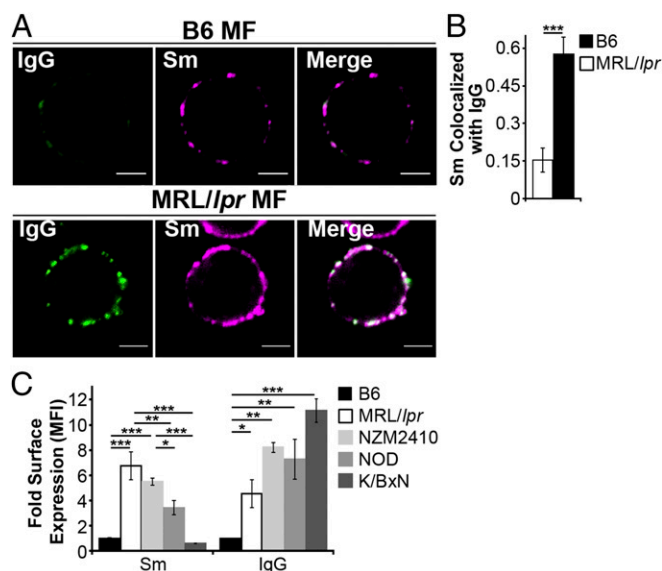 A
B6 MF
IgG
Sm
Merge
MRL/lpr MF
IgG
Sm
Merge
B
Sm Colocalized
with IgG
0.6
0.45
0.3
0.15
0
***
B6
MRL/lpr
C
Fold Surface
Expression (MFI)
12
10
8
6
4
2
0
***
**
***
***
***
*
***
**
**
*
Sm
IgG
B6
MRL/lpr
NZM2410
NOD
K/BxN